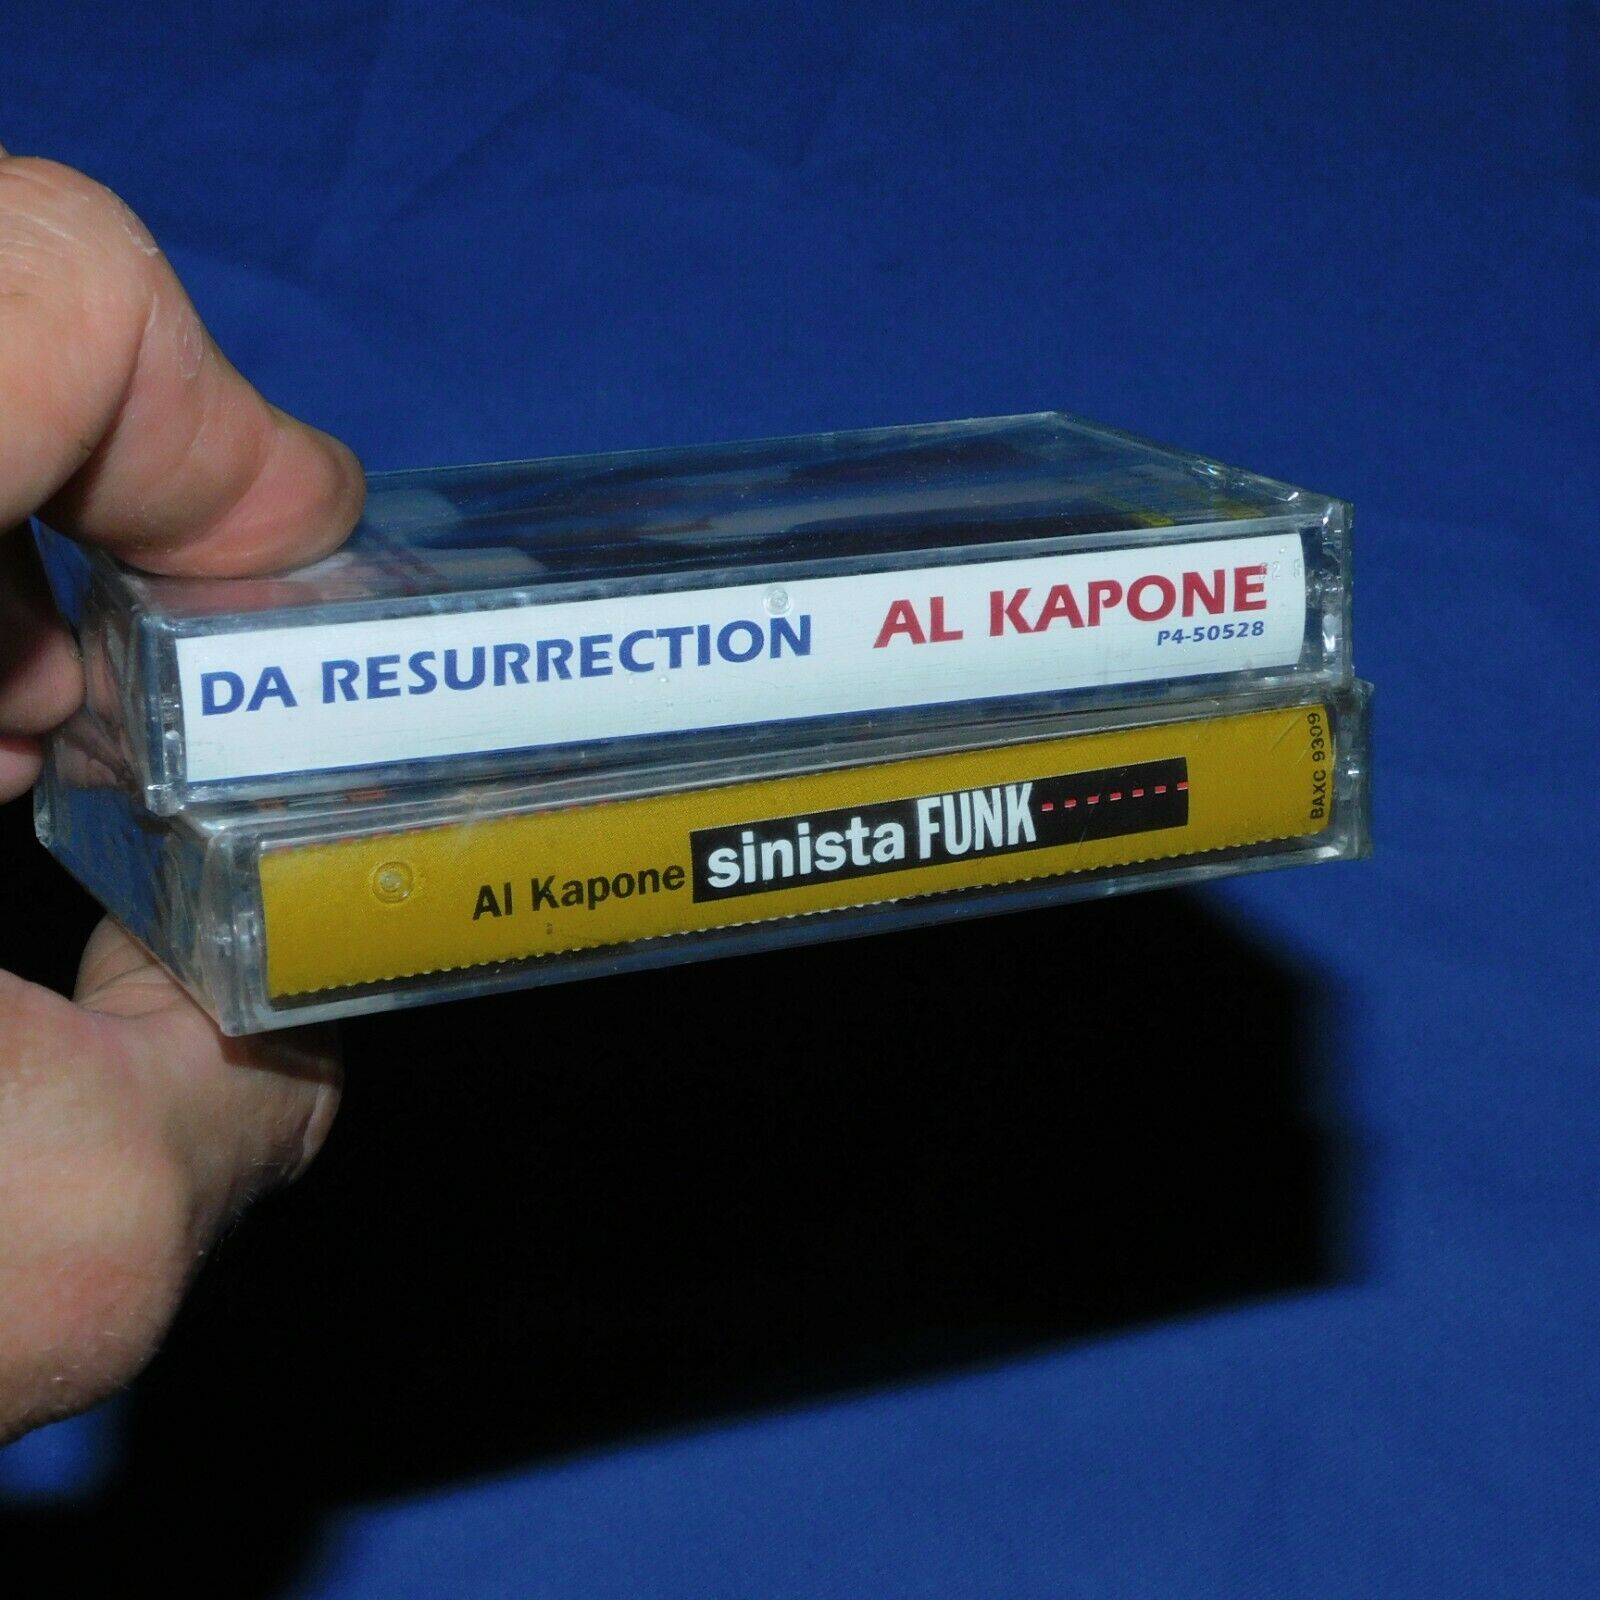 DA RESURRECTION AL KAPONE
P4-50528
Al Kapone sinista FUNK
BAXC 9309